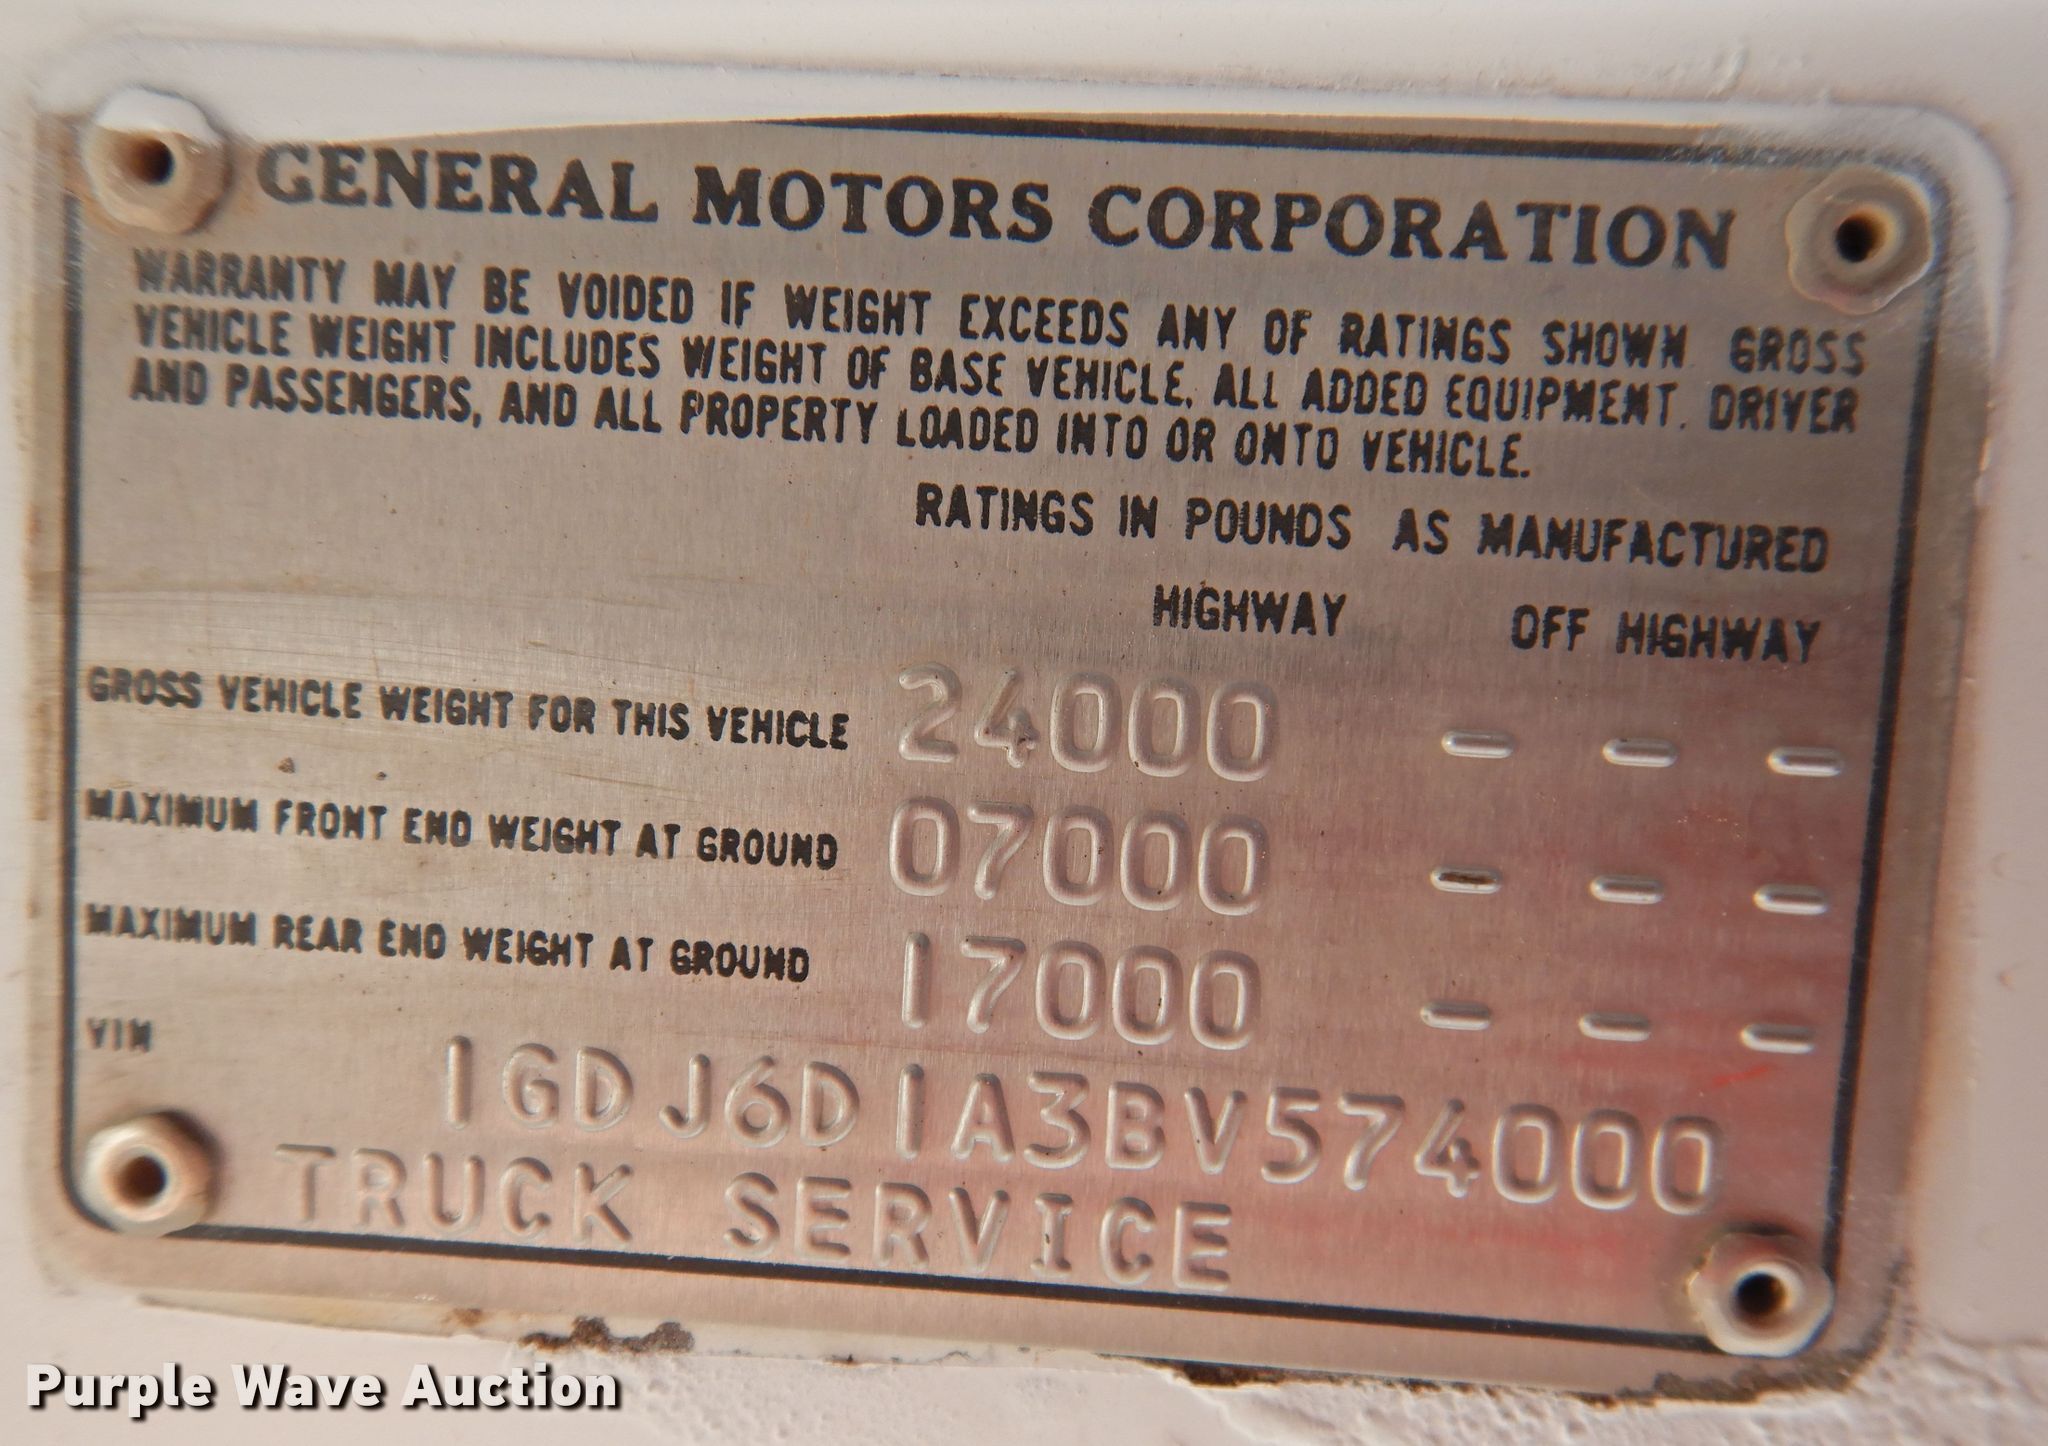 GENERAL MOTORS CORPORATION
WARRANTY MAY BE VOIDED IF WEIGHT EXCEEDS ANY OF RATINGS SHOWN GROSS
VEHICLE WEIGHT INCLUDES WEIGHT OF BASE VEHICLE, ALL ADDED EQUIPMENT, DRIVER
AND PASSENGERS, AND ALL PROPERTY LOADED INTO OR ONTO VEHICLE.
RATINGS IN POUNDS AS MANUFACTURED
HIGHWAY OFF HIGHWAY
GROSS VEHICLE WEIGHT FOR THIS VEHICLE 24000 - - -
MAXIMUM FRONT END WEIGHT AT GROUND 07000 - - -
MAXIMUM REAR END WEIGHT AT GROUND 17000 - - -
VIN 1GDJ6D1A3BV574000
TRUCK SERVICE
Purple Wave Auction